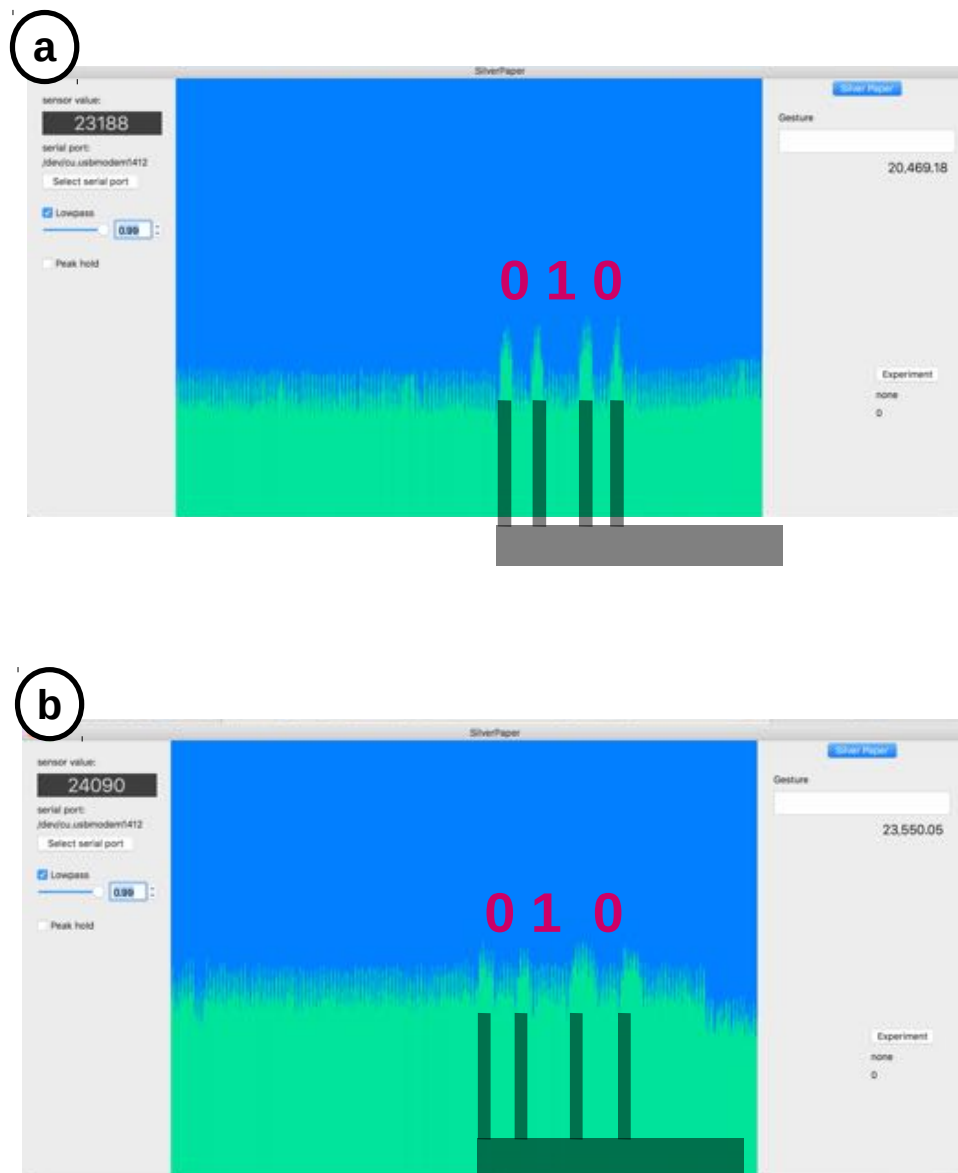 a
SilverPaper
sensor value:
23188
serial port:
/dev/cu.usbmodem1412
Select serial port
Lowpass
0.99
Peak hold
0 1 0
Silver Paper
Gesture
20,469.18
Experiment
none
0
b
SilverPaper
sensor value:
24090
serial port:
/dev/cu.usbmodem1412
Select serial port
Lowpass
0.99
Peak hold
0 1 0
Silver Paper
Gesture
23,550.05
Experiment
none
0